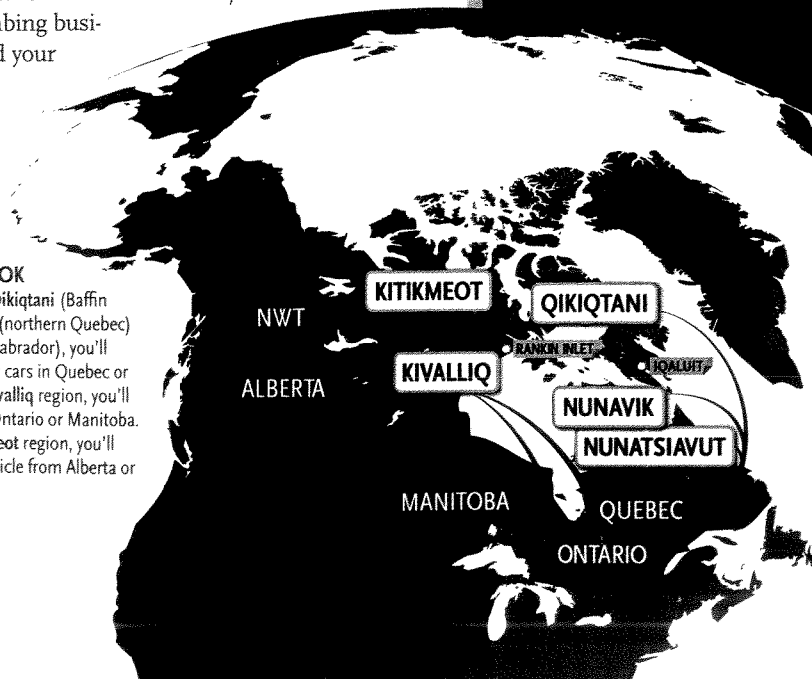 bing busi-
d your
OK
ikiqtani (Baffin
(northern Quebec)
abrador), you'll
cars in Quebec or
valliq region, you'll
Ontario or Manitoba.
eot region, you'll
icle from Alberta or
KITIKMEOT
QIKIQTANI
NWT
RANKIN INLET
IQALUIT
KIVALLIQ
ALBERTA
NUNAVIK
NUNATSIAVUT
MANITOBA
QUEBEC
ONTARIO